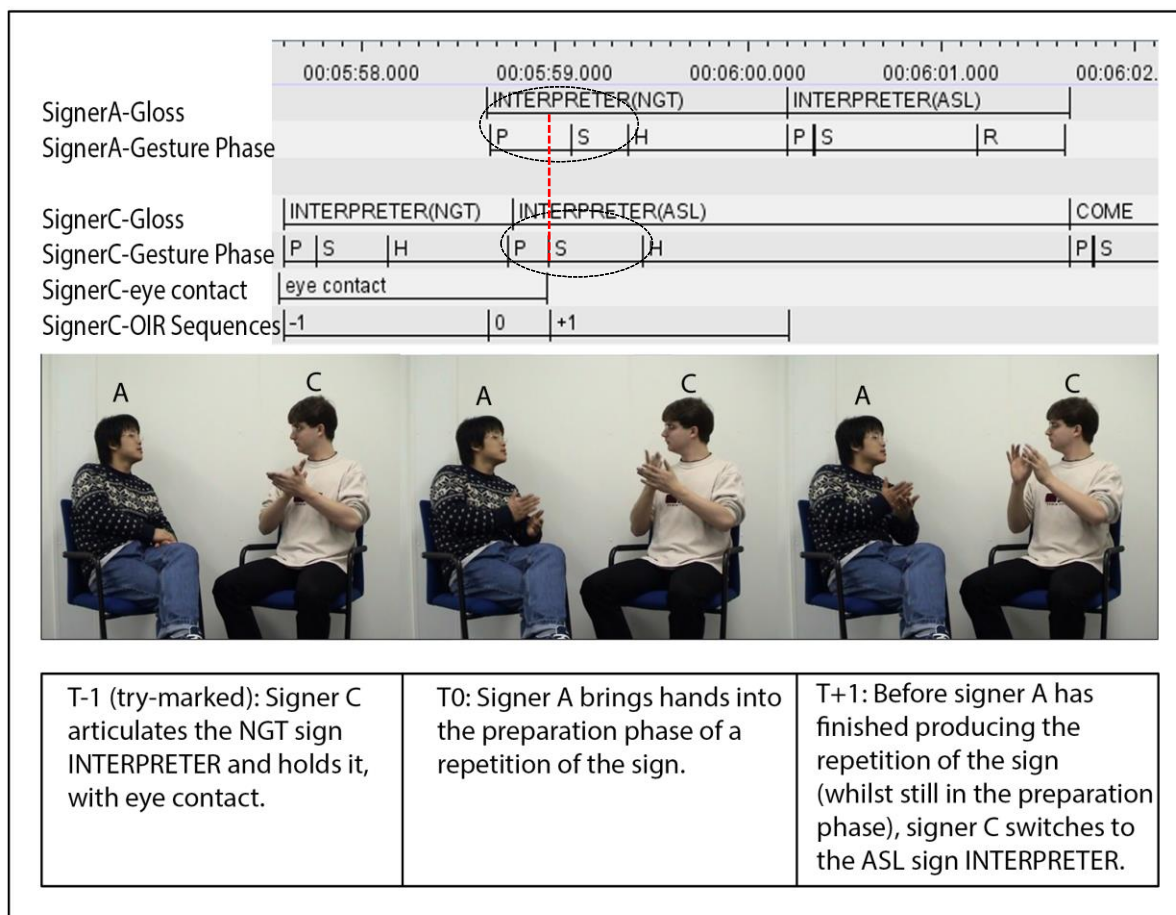 00:05:58.000 00:05:59.000 00:06:00.000 00:06:01.000 00:06:02.
SignerA-Gloss INTERPRETER(NGT) INTERPRETER(ASL)
SignerA-Gesture Phase P S H P S R
SignerC-Gloss INTERPRETER(NGT) INTERPRETER(ASL) COME
SignerC-Gesture Phase P S H P S H P S
SignerC-eye contact eye contact
SignerC-OIR Sequences -1 0 +1
A C A C A C
T-1 (try-marked): Signer C
articulates the NGT sign
INTERPRETER and holds it,
with eye contact.
T0: Signer A brings hands into
the preparation phase of a
repetition of the sign.
T+1: Before signer A has
finished producing the
repetition of the sign
(whilst still in the preparation
phase), signer C switches to
the ASL sign INTERPRETER.